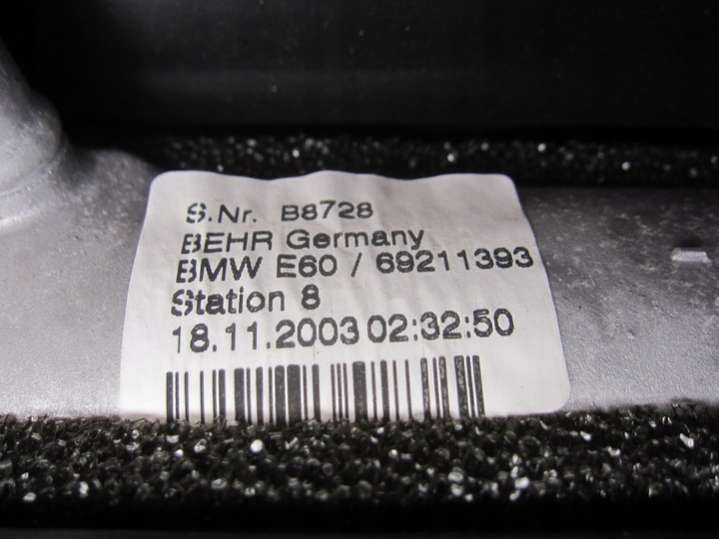 S.Nr. B8728
BEHR Germany
BMW E60 / 69211393
Station 8
18.11.2003 02:32:50